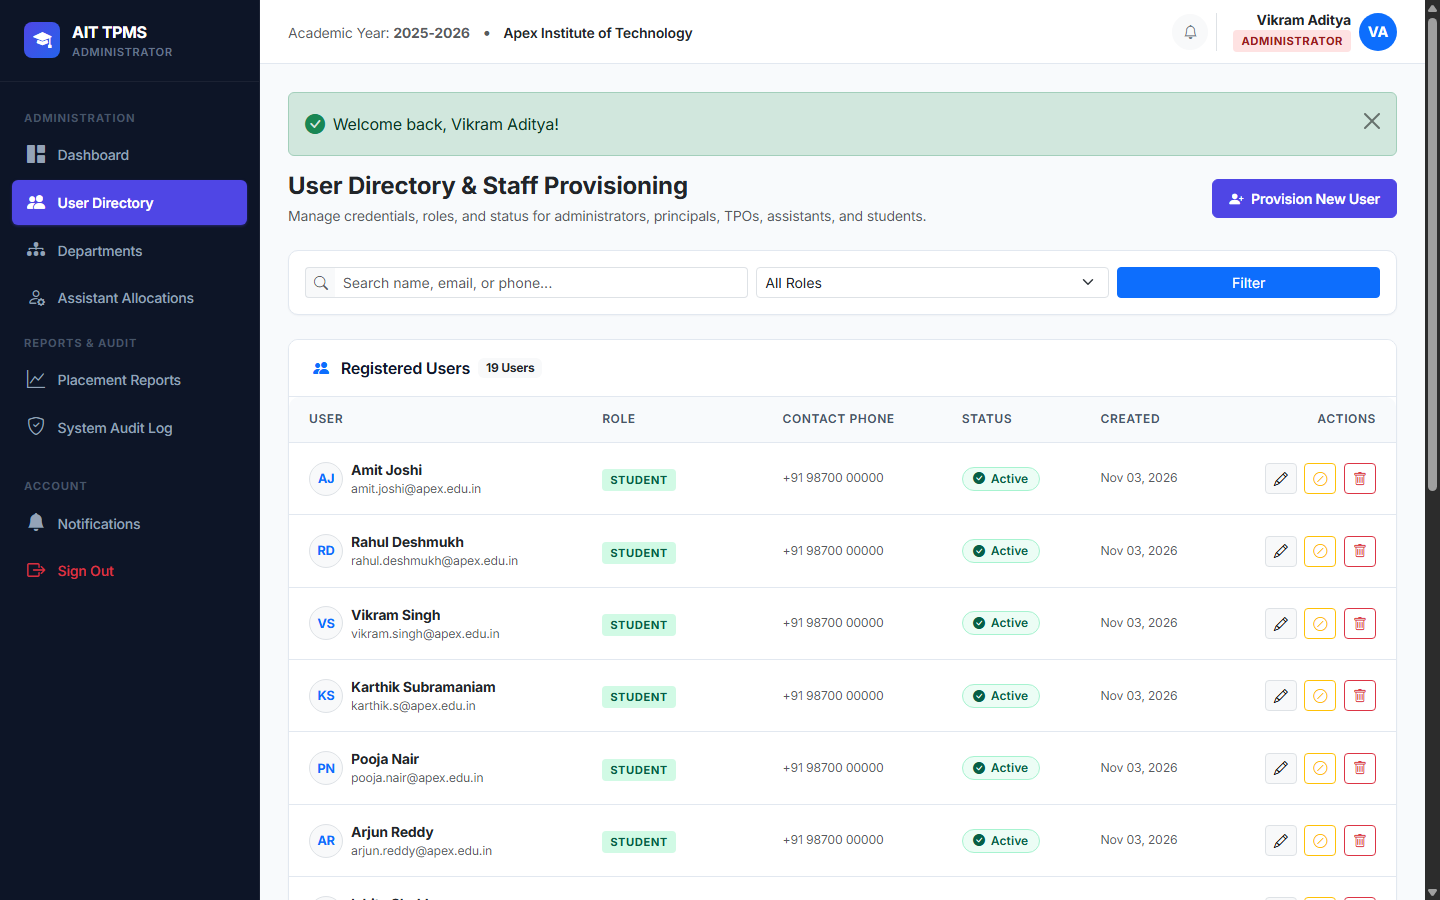 AIT TPMS
ADMINISTRATOR
ADMINISTRATION
Dashboard
User Directory
Departments
Assistant Allocations
REPORTS & AUDIT
Placement Reports
System Audit Log
ACCOUNT
Notifications
Sign Out
Academic Year: 2025-2026 • Apex Institute of Technology
Vikram Aditya
ADMINISTRATOR
VA
Welcome back, Vikram Aditya!
User Directory & Staff Provisioning
Manage credentials, roles, and status for administrators, principals, TPOs, assistants, and students.
Provision New User
Search name, email, or phone...
All Roles
Filter
Registered Users 19 Users
USER ROLE CONTACT PHONE STATUS CREATED ACTIONS
AJ Amit Joshi
amit.joshi@apex.edu.in
STUDENT +91 98700 00000 Active Nov 03, 2026
RD Rahul Deshmukh
rahul.deshmukh@apex.edu.in
STUDENT +91 98700 00000 Active Nov 03, 2026
VS Vikram Singh
vikram.singh@apex.edu.in
STUDENT +91 98700 00000 Active Nov 03, 2026
KS Karthik Subramaniam
karthik.s@apex.edu.in
STUDENT +91 98700 00000 Active Nov 03, 2026
PN Pooja Nair
pooja.nair@apex.edu.in
STUDENT +91 98700 00000 Active Nov 03, 2026
AR Arjun Reddy
arjun.reddy@apex.edu.in
STUDENT +91 98700 00000 Active Nov 03, 2026